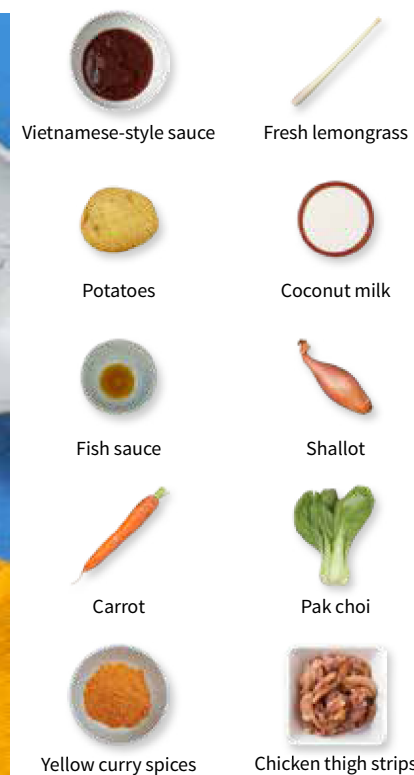 Vietnamese-style sauce
Fresh lemongrass
Potatoes
Coconut milk
Fish sauce
Shallot
Carrot
Pak choi
Yellow curry spices
Chicken thigh strips